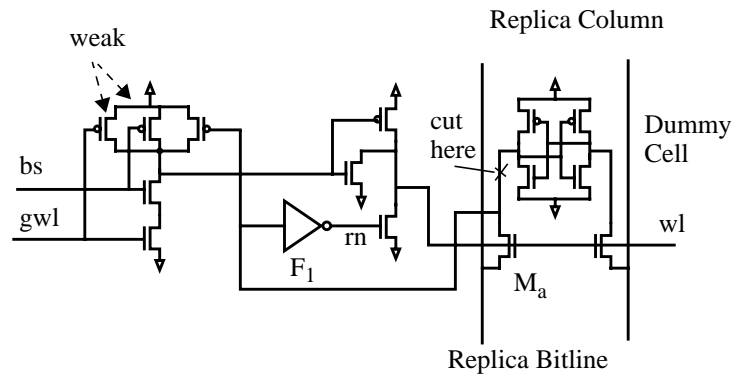 Replica Column
weak
cut
here
Dummy
Cell
bs
gwl
rn
wl
F1
Ma
Replica Bitline